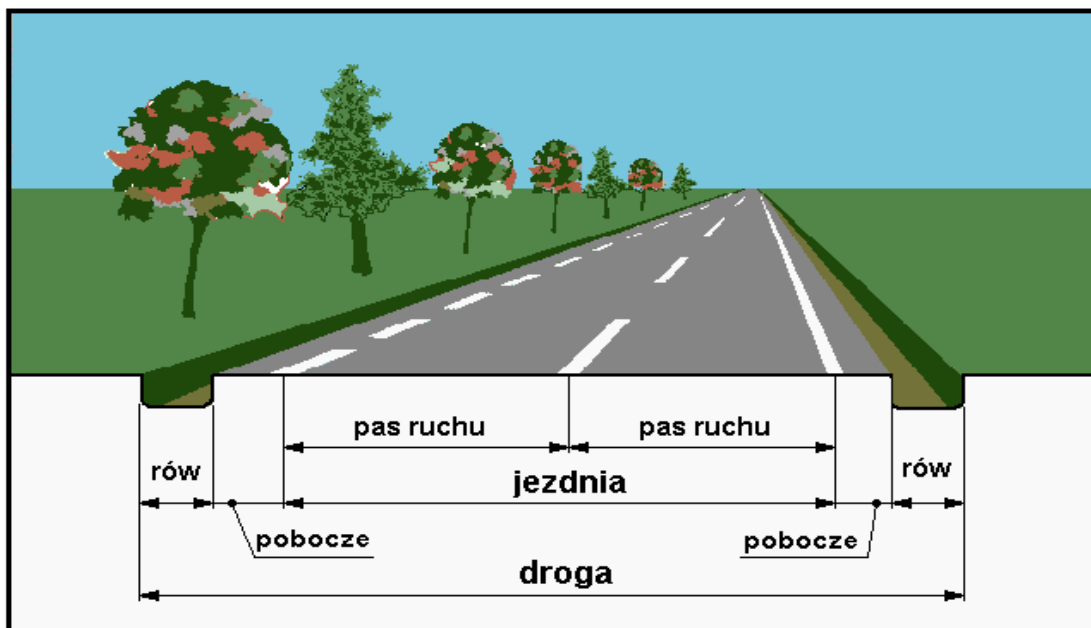 pas ruchu pas ruchu
rów jezdnia rów
pobocze pobocze
droga